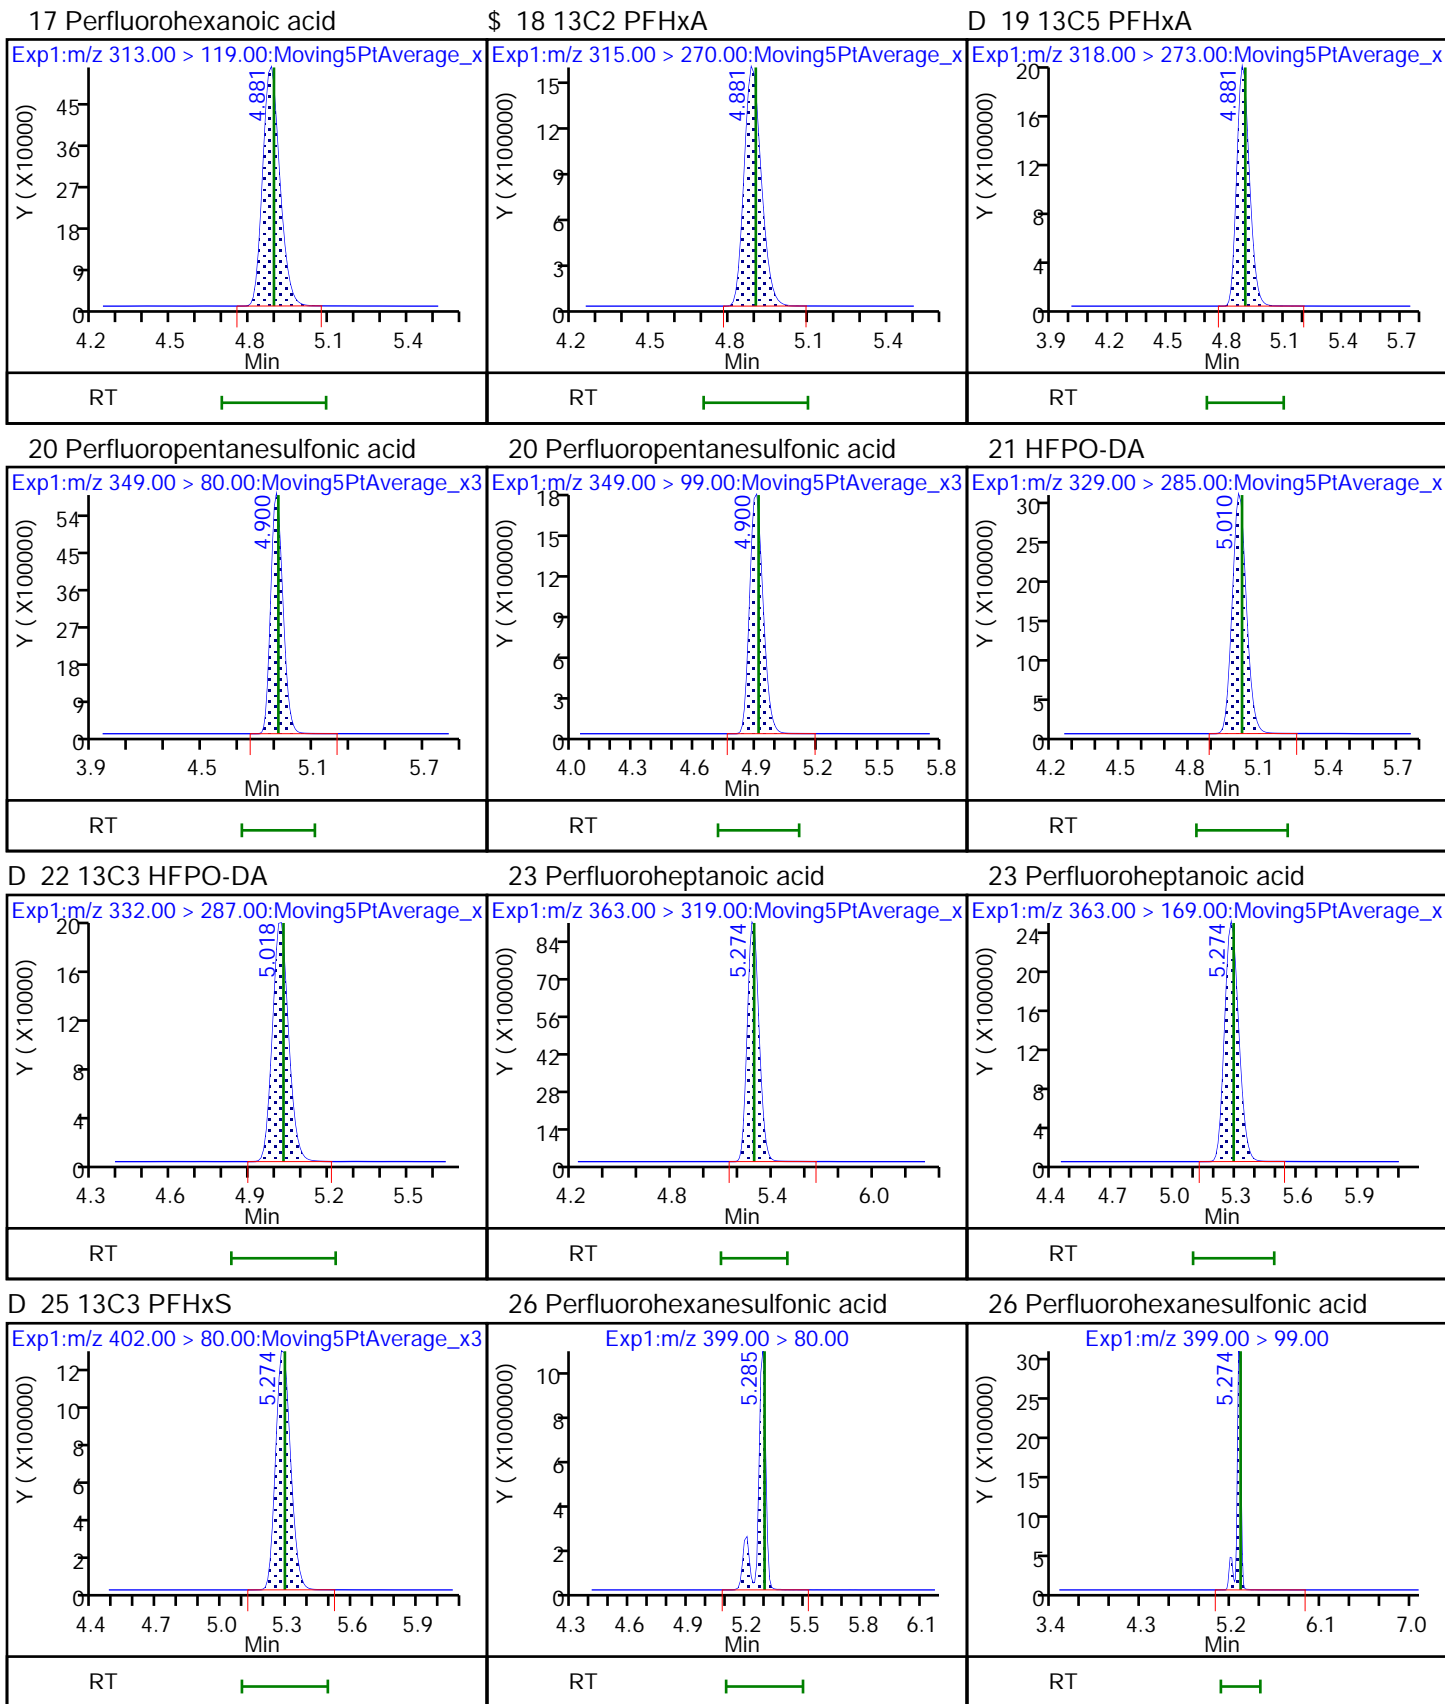 17 Perfluorohexanoic acid
Exp1:m/z 313.00 > 119.00:Moving5PtAverage_x
Y ( X100000)
45
36
27
18
9
0
4.881
4.2 4.5 4.8 5.1 5.4
Min
RT
$ 18 13C2 PFHxA
Exp1:m/z 315.00 > 270.00:Moving5PtAverage_x
Y ( X100000)
15
12
9
6
3
0
4.881
4.2 4.5 4.8 5.1 5.4
Min
RT
D 19 13C5 PFHxA
Exp1:m/z 318.00 > 273.00:Moving5PtAverage_x
Y ( X100000)
20
16
12
8
4
0
4.881
3.9 4.2 4.5 4.8 5.1 5.4 5.7
Min
RT
20 Perfluoropentanesulfonic acid
Exp1:m/z 349.00 > 80.00:Moving5PtAverage_x3
Y ( X100000)
54
45
36
27
18
9
0
4.900
3.9 4.5 5.1 5.7
Min
RT
20 Perfluoropentanesulfonic acid
Exp1:m/z 349.00 > 99.00:Moving5PtAverage_x3
Y ( X100000)
18
15
12
9
6
3
0
4.900
4.0 4.3 4.6 4.9 5.2 5.5 5.8
Min
RT
21 HFPO-DA
Exp1:m/z 329.00 > 285.00:Moving5PtAverage_x
Y ( X100000)
30
25
20
15
10
5
0
5.010
4.2 4.5 4.8 5.1 5.4 5.7
Min
RT
D 22 13C3 HFPO-DA
Exp1:m/z 332.00 > 287.00:Moving5PtAverage_x
Y ( X100000)
20
16
12
8
4
0
5.018
4.3 4.6 4.9 5.2 5.5
Min
RT
23 Perfluoroheptanoic acid
Exp1:m/z 363.00 > 319.00:Moving5PtAverage_x
Y ( X100000)
84
70
56
42
28
14
0
5.274
4.2 4.8 5.4 6.0
Min
RT
23 Perfluoroheptanoic acid
Exp1:m/z 363.00 > 169.00:Moving5PtAverage_x
Y ( X100000)
24
20
16
12
8
4
0
5.274
4.4 4.7 5.0 5.3 5.6 5.9
Min
RT
D 25 13C3 PFHxS
Exp1:m/z 402.00 > 80.00:Moving5PtAverage_x3
Y ( X100000)
12
10
8
6
4
2
0
5.274
4.4 4.7 5.0 5.3 5.6 5.9
Min
RT
26 Perfluorohexanesulfonic acid
Exp1:m/z 399.00 > 80.00
Y ( X1000000)
10
8
6
4
2
0
5.285
4.3 4.6 4.9 5.2 5.5 5.8 6.1
Min
RT
26 Perfluorohexanesulfonic acid
Exp1:m/z 399.00 > 99.00
Y ( X100000)
30
25
20
15
10
5
0
5.274
3.4 4.3 5.2 6.1 7.0
Min
RT